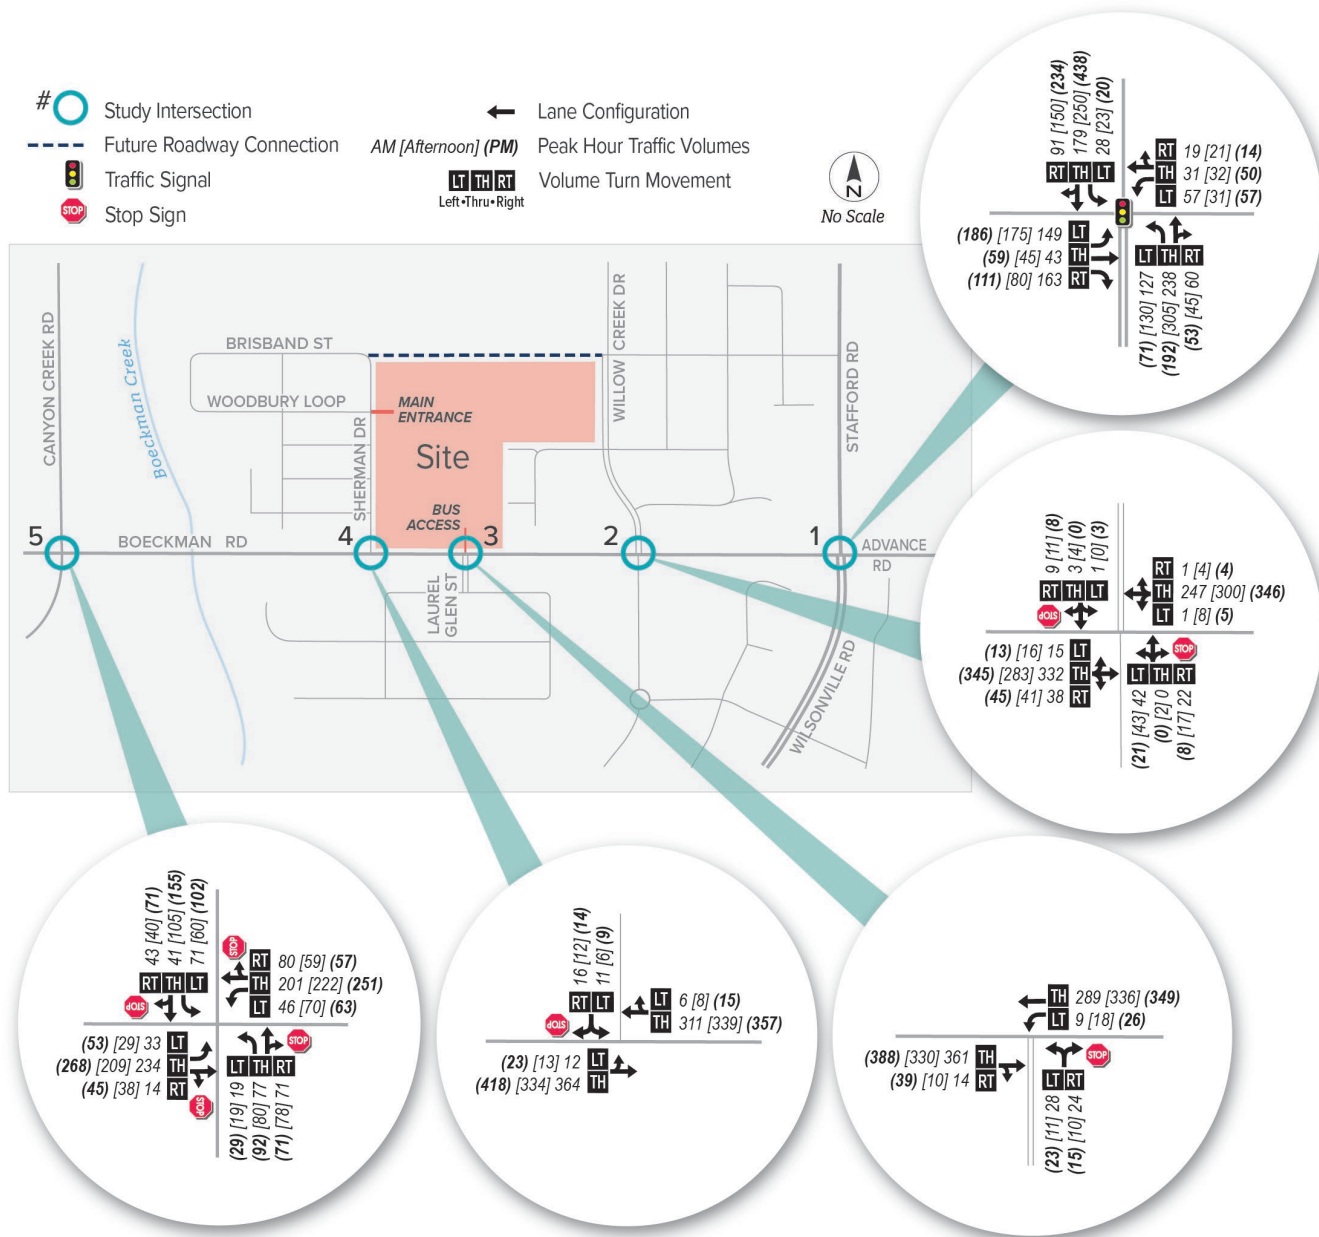 # Study Intersection
Future Roadway Connection
Traffic Signal
STOP Stop Sign
Lane Configuration
AM [Afternoon] (PM) Peak Hour Traffic Volumes
LT TH RT Volume Turn Movement
Left•Thru•Right
N
No Scale
CANYON CREEK RD
Boeckman Creek
BRISBAND ST
WOODBURY LOOP
SHERMAN DR
MAIN
ENTRANCE
Site
BUS
ACCESS
WILLOW CREEK DR
STAFFORD RD
5
4
3
2
1
BOECKMAN RD
ADVANCE
RD
LAUREL
GLEN ST
WILSONVILLE RD
91 [150] (234)
179 [250] (438)
28 [23] (20)
RT TH LT
RT 19 [21] (14)
TH 31 [32] (50)
LT 57 [31] (57)
(186) [175] 149 LT
(59) [45] 43 TH
(111) [80] 163 RT
LT TH RT
(71) [130] 127
(192) [305] 238
(53) [45] 60
9 [11] (8)
3 [4] (0)
1 [0] (3)
RT TH LT
STOP
RT 1 [4] (4)
TH 247 [300] (346)
LT 1 [8] (5)
(13) [16] 15 LT
(345) [283] 332 TH
(45) [41] 38 RT
STOP
LT TH RT
(21) [43] 42
(0) [2] 0
(8) [17] 22
43 [40] (71)
41 [105] (155)
71 [60] (102)
RT TH LT
STOP
STOP
RT 80 [59] (57)
TH 201 [222] (251)
LT 46 [70] (63)
(53) [29] 33 LT
(268) [209] 234 TH
(45) [38] 14 RT
STOP
STOP
LT TH RT
(29) [19] 19
(92) [80] 77
(71) [78] 71
16 [12] (14)
11 [6] (9)
RT LT
STOP
LT 6 [8] (15)
TH 311 [339] (357)
(23) [13] 12 LT
(418) [334] 364 TH
TH 289 [336] (349)
LT 9 [18] (26)
(388) [330] 361 TH
(39) [10] 14 RT
STOP
LT RT
(23) [11] 28
(15) [10] 24